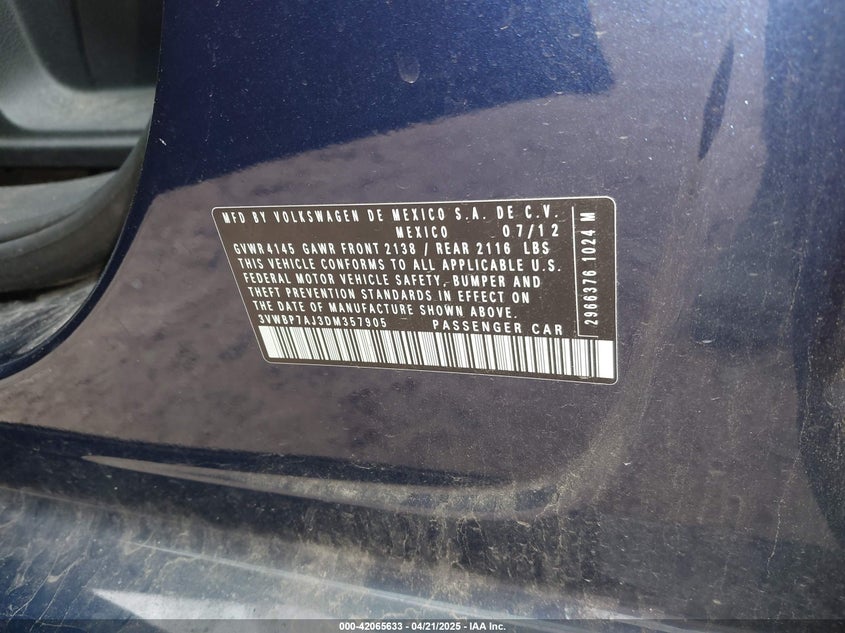 MFD BY VOLKSWAGEN DE MEXICO S.A. DE C.V.
MEXICO 07/12
GVWR4145 GAWR FRONT 2138 / REAR 2116 LBS
THIS VEHICLE CONFORMS TO ALL APPLICABLE U.S.
FEDERAL MOTOR VEHICLE SAFETY, BUMPER AND
THEFT PREVENTION STANDARDS IN EFFECT ON
THE DATE OF MANUFACTURE SHOWN ABOVE.
3VWBP7AJ3DM357905 PASSENGER CAR
2966376 1024 M
000-42065633 - 04/21/2025 - IAA Inc.